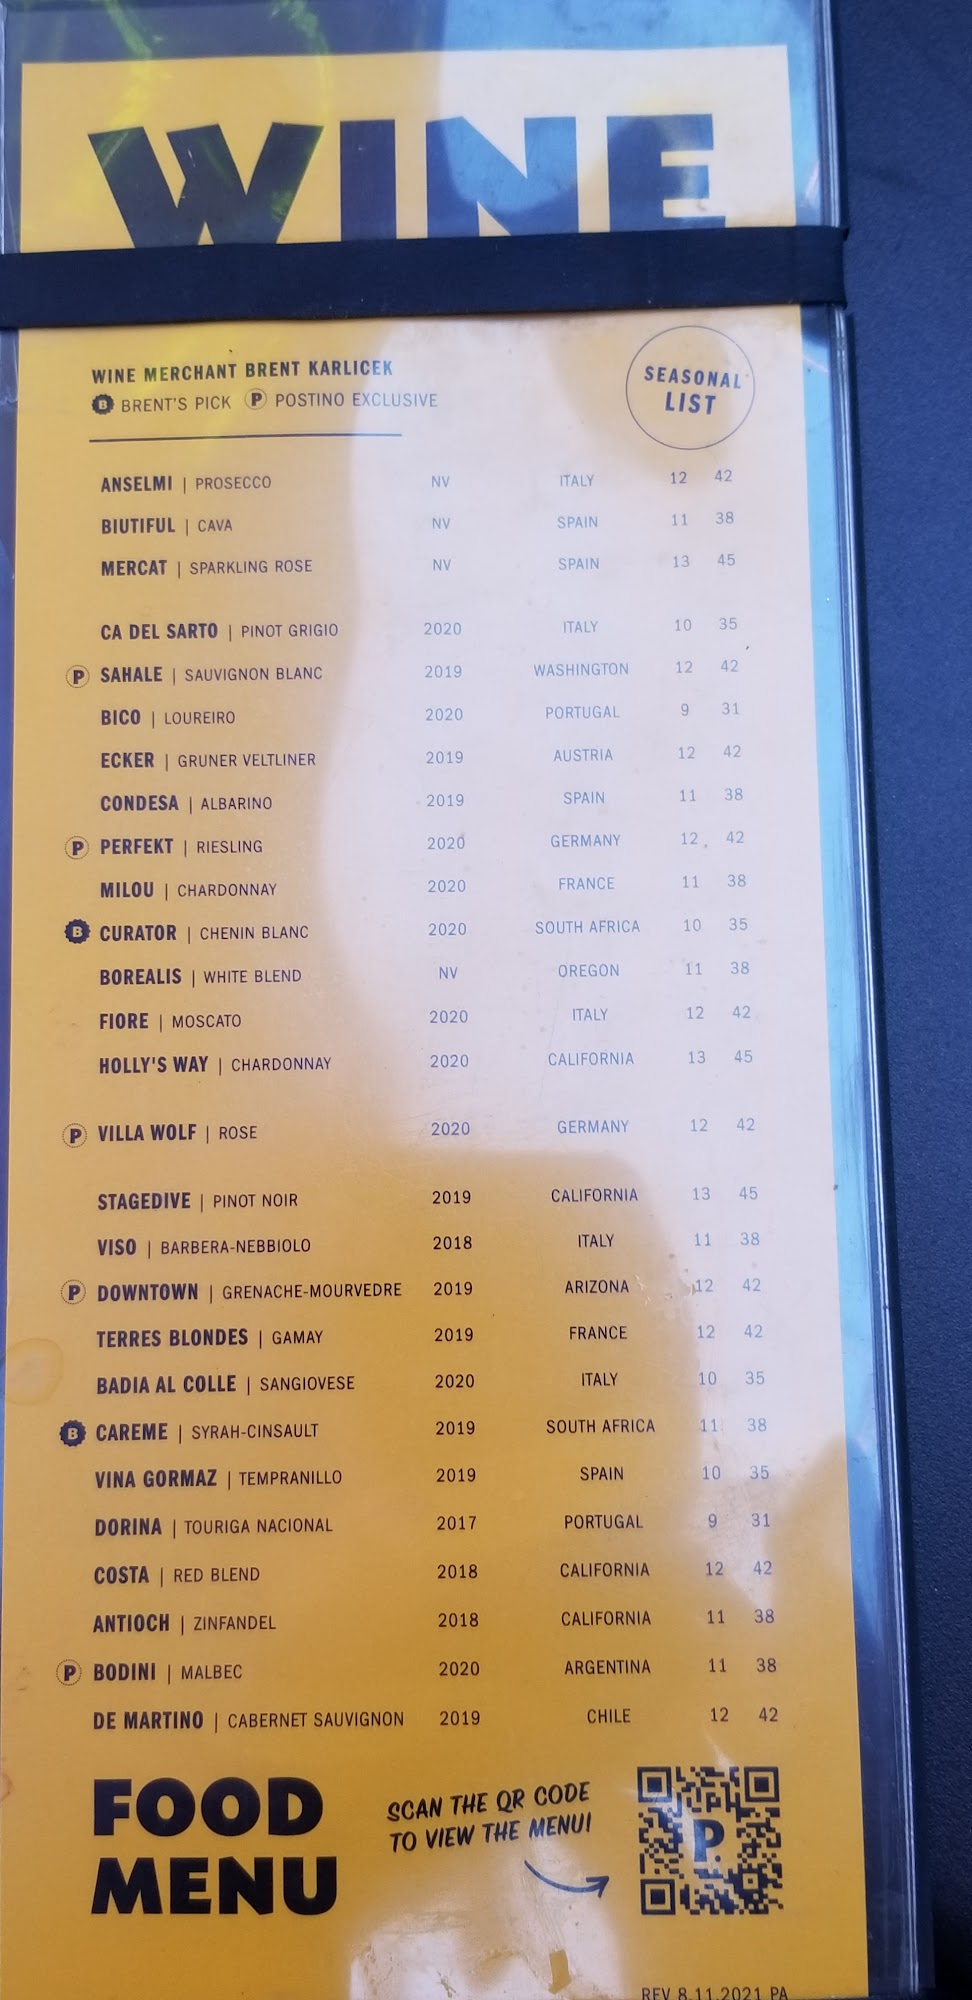 WINE
WINE MERCHANT BRENT KARLICEK
B BRENT'S PICK P POSTINO EXCLUSIVE
SEASONAL
LIST
ANSELMI | PROSECCO NV ITALY 12 42
BIUTIFUL | CAVA NV SPAIN 11 38
MERCAT | SPARKLING ROSE NV SPAIN 13 45
CA DEL SARTO | PINOT GRIGIO 2020 ITALY 10 35
P SAHALE | SAUVIGNON BLANC 2019 WASHINGTON 12 42
BICO | LOUREIRO 2020 PORTUGAL 9 31
ECKER | GRUNER VELTLINER 2019 AUSTRIA 12 42
CONDESA | ALBARINO 2019 SPAIN 11 38
P PERFEKT | RIESLING 2020 GERMANY 12 42
MILOU | CHARDONNAY 2020 FRANCE 11 38
B CURATOR | CHENIN BLANC 2020 SOUTH AFRICA 10 35
BOREALIS | WHITE BLEND NV OREGON 11 38
FIORE | MOSCATO 2020 ITALY 12 42
HOLLY'S WAY | CHARDONNAY 2020 CALIFORNIA 13 45
P VILLA WOLF | ROSE 2020 GERMANY 12 42
STAGEDIVE | PINOT NOIR 2019 CALIFORNIA 13 45
VISO | BARBERA-NEBBIOLO 2018 ITALY 11 38
P DOWNTOWN | GRENACHE-MOURVEDRE 2019 ARIZONA 12 42
TERRES BLONDES | GAMAY 2019 FRANCE 12 42
BADIA AL COLLE | SANGIOVESE 2020 ITALY 10 35
B CAREME | SYRAH-CINSAULT 2019 SOUTH AFRICA 11 38
VINA GORMAZ | TEMPRANILLO 2019 SPAIN 10 35
DORINA | TOURIGA NACIONAL 2017 PORTUGAL 9 31
COSTA | RED BLEND 2018 CALIFORNIA 12 42
ANTIOCH | ZINFANDEL 2018 CALIFORNIA 11 38
P BODINI | MALBEC 2020 ARGENTINA 11 38
DE MARTINO | CABERNET SAUVIGNON 2019 CHILE 12 42
FOOD
MENU
SCAN THE QR CODE
TO VIEW THE MENU!
P
REV 8.11.2021 PA